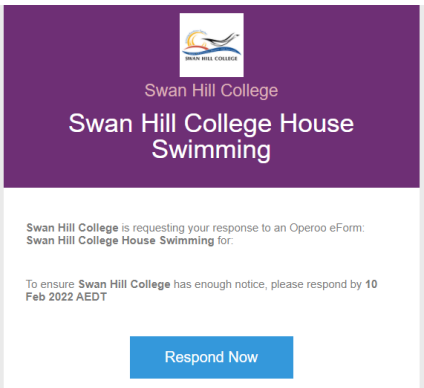 SWAN HILL COLLEGE
Swan Hill College
Swan Hill College House
Swimming
Swan Hill College is requesting your response to an Operoo eForm:
Swan Hill College House Swimming for:
To ensure Swan Hill College has enough notice, please respond by 10
Feb 2022 AEDT
Respond Now